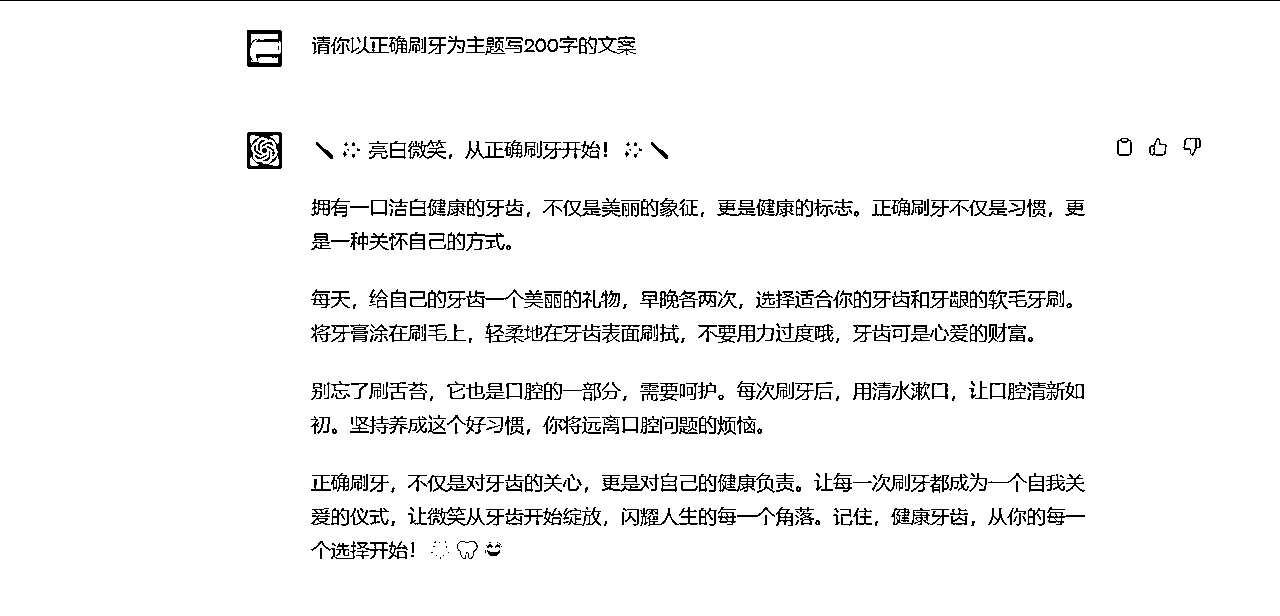 请你以正确刷牙为主题写200字的文案
亮白微笑，从正确刷牙开始！
拥有一口洁白健康的牙齿，不仅是美丽的象征，更是健康的标志。正确刷牙不仅是习惯，更
是一种关怀自己的方式。
每天，给自己的牙齿一个美丽的礼物，早晚各两次，选择适合你的牙齿和牙龈的软毛牙刷。
将牙膏涂在刷毛上，轻柔地在牙齿表面刷拭，不要用力过度哦，牙齿可是心爱的财富。
别忘了刷舌苔，它也是口腔的一部分，需要呵护。每次刷牙后，用清水漱口，让口腔清新如
初。坚持养成这个好习惯，你将远离口腔问题的烦恼。
正确刷牙，不仅是对牙齿的关心，更是对自己的健康负责。让每一次刷牙都成为一个自我关
爱的仪式，让微笑从牙齿开始绽放，闪耀人生的每一个角落。记住，健康牙齿，从你的每一
个选择开始！